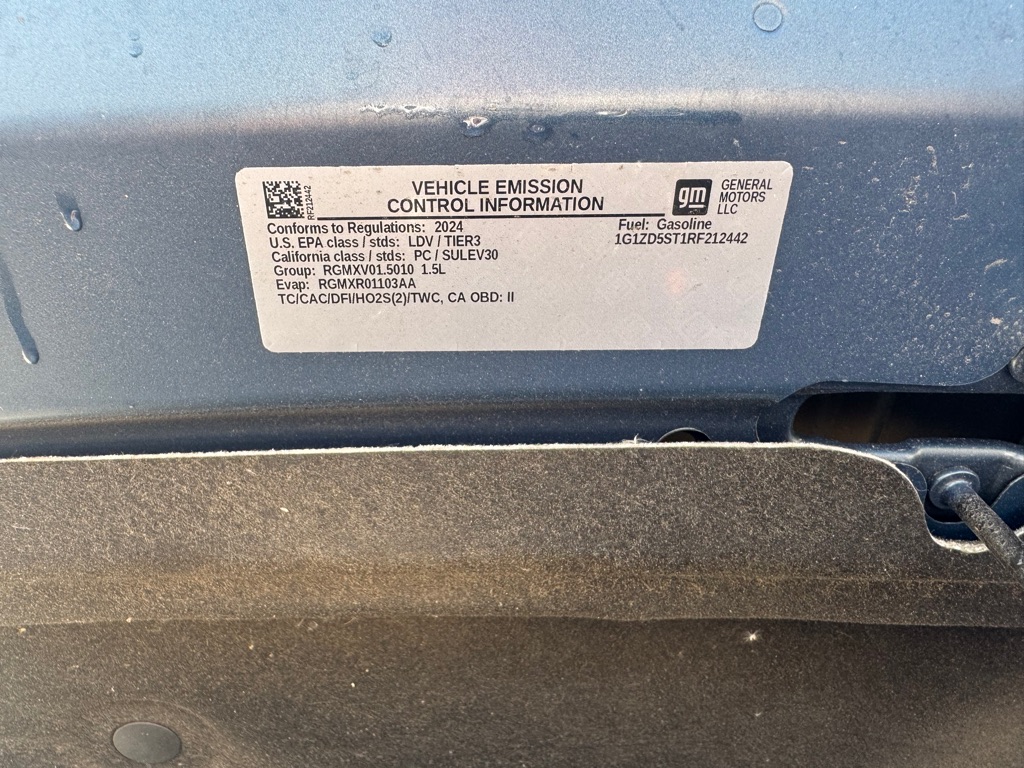 RF212442
VEHICLE EMISSION
CONTROL INFORMATION
gm
GENERAL
MOTORS
LLC
Conforms to Regulations: 2024
Fuel: Gasoline
U.S. EPA class / stds: LDV / TIER3
1G1ZD5ST1RF212442
California class / stds: PC / SULEV30
Group: RGMXV01.5010 1.5L
Evap: RGMXR01103AA
TC/CAC/DFI/HO2S(2)/TWC, CA OBD: II